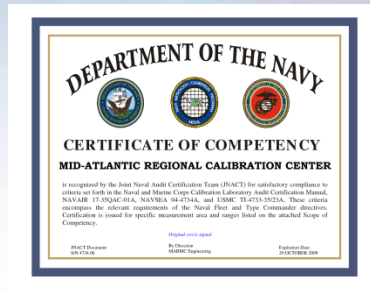 DEPARTMENT OF THE NAVY
CERTIFICATE OF COMPETENCY
MID-ATLANTIC REGIONAL CALIBRATION CENTER
is recognized by the Joint Naval Audit Certification Team (JNACT) for satisfactory compliance to
criteria set forth in the Naval and Marine Corps Calibration Laboratory Audit Certification Manual,
NAVAIR 17-35QAC-01A, NAVSEA 04-4734A, and USMC TI-4733-35/23A. These criteria
encompass the relevant requirements of the Naval Fleet and Type Commander directives.
Certification is issued for specific measurement area and ranges listed on the attached Scope of
Competency.
Original cert is signed
JNACT Document By Direction Expiration Date:
S/N 4734.06 MARMC Engineering 20 OCTOBER 2009